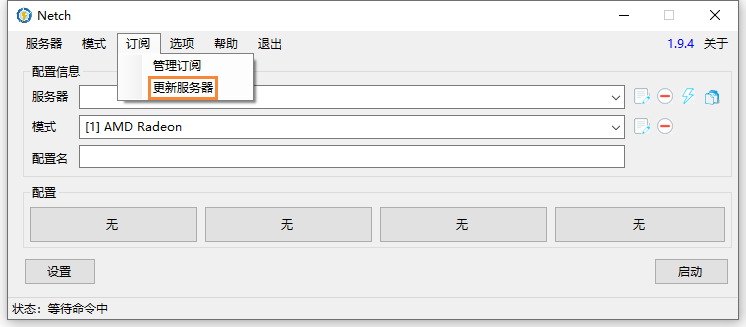 Netch
服务器 模式 订阅 选项 帮助 退出 1.9.4 关于
管理订阅
更新服务器
配置信息
服务器
模式 [1] AMD Radeon
配置名
配置
无 无 无 无
设置 启动
状态：等待命令中